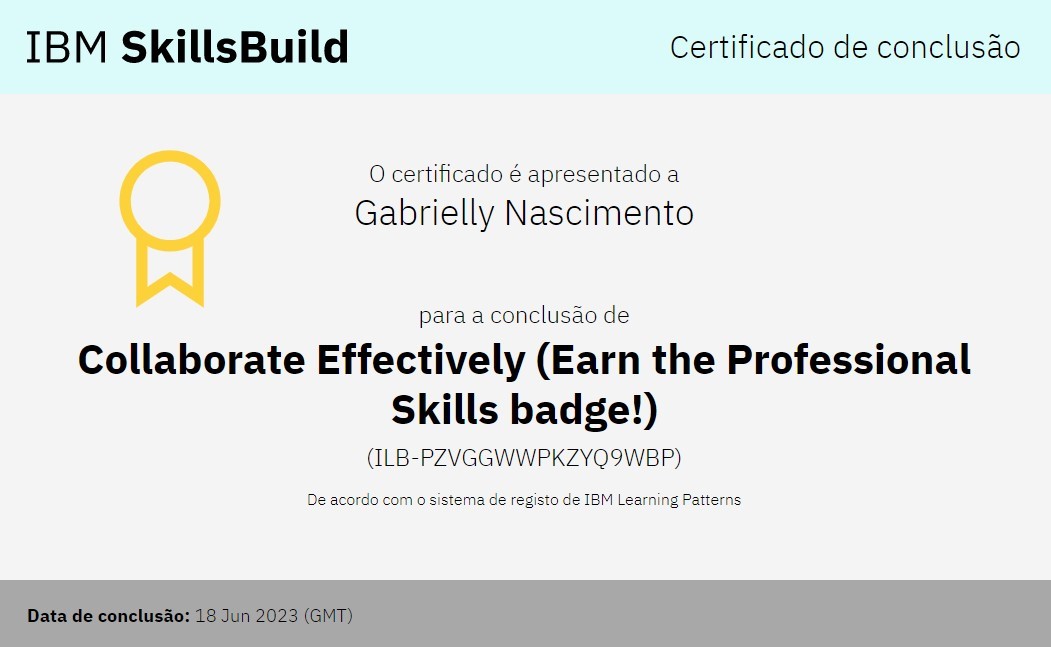 IBM SkillsBuild
Certificado de conclusão
O certificado é apresentado a
Gabrielly Nascimento
para a conclusão de
Collaborate Effectively (Earn the Professional
Skills badge!)
(ILB-PZVGGWWPKZYQ9WBP)
De acordo com o sistema de registo de IBM Learning Patterns
Data de conclusão: 18 Jun 2023 (GMT)